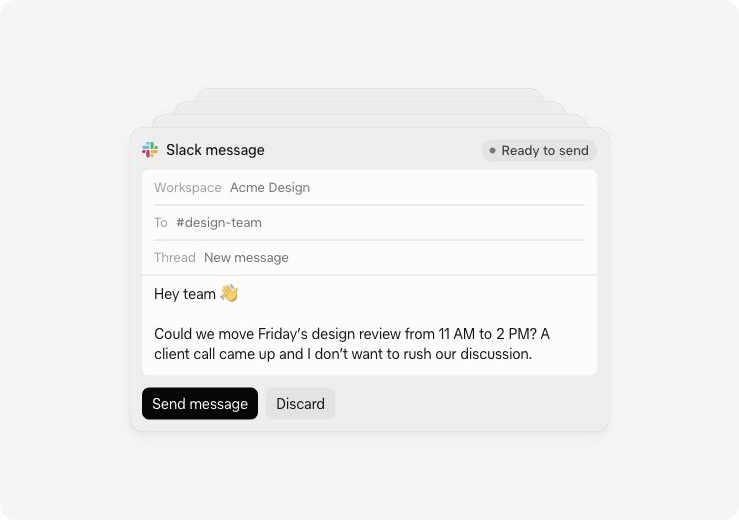 Slack message
Ready to send
Workspace Acme Design
To #design-team
Thread New message
Hey team 👋
Could we move Friday’s design review from 11 AM to 2 PM? A
client call came up and I don’t want to rush our discussion.
Send message
Discard